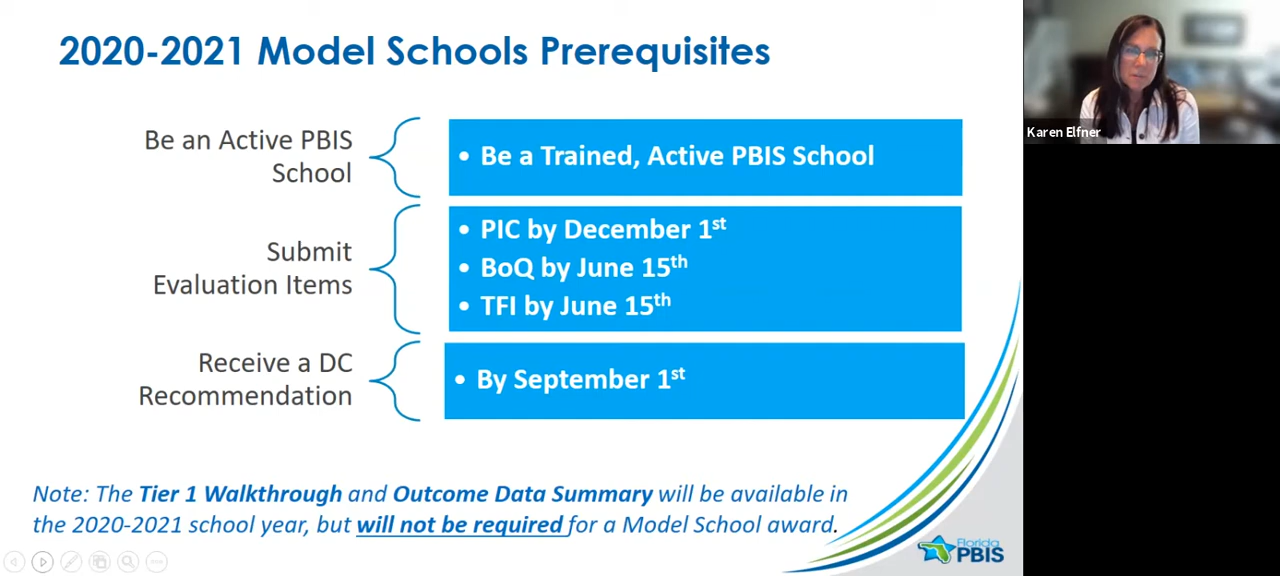 2020-2021 Model Schools Prerequisites
Be an Active PBIS
School
• Be a Trained, Active PBIS School
Submit
Evaluation Items
• PIC by December 1st
• BoQ by June 15th
• TFI by June 15th
Receive a DC
Recommendation
• By September 1st
Note: The Tier 1 Walkthrough and Outcome Data Summary will be available in
the 2020-2021 school year, but will not be required for a Model School award.
Florida
PBIS
Karen Elfner